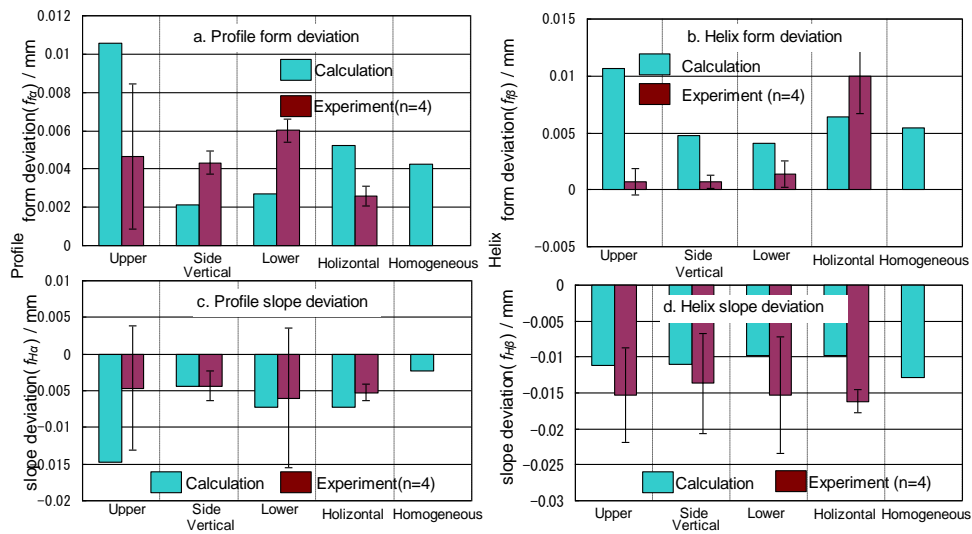 a. Profile form deviation
Calculation
Experiment(n=4)
Profile
form deviation(ffα) / mm
0.012
0.01
0.008
0.006
0.004
0.002
0
Upper
Side
Vertical
Lower
Holizontal
Homogeneous
b. Helix form deviation
Calculation
Experiment (n=4)
Helix
form deviation(ffβ) / mm
0.015
0.01
0.005
0
−0.005
Upper
Side
Vertical
Lower
Horizontal
Homogeneous
c. Profile slope deviation
slope deviation(fHα) / mm
0.01
0.005
0
−0.005
−0.01
−0.015
−0.02
Calculation
Experiment(n=4)
Upper
Side
Vertical
Lower
Holizontal
Homogeneous
d. Helix slope deviation
slope deviation(fHβ) / mm
0
−0.005
−0.01
−0.015
−0.02
−0.025
−0.03
Calculation
Experiment (n=4)
Upper
Side
Vertical
Lower
Horizontal
Homogeneous